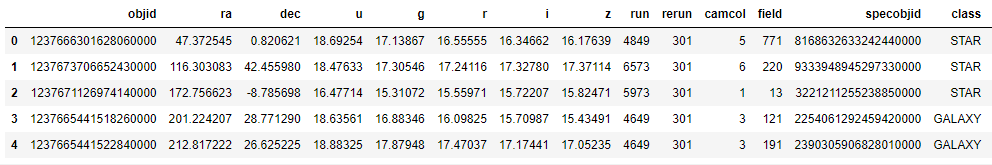 objid ra dec u g r i z run rerun camcol field specobjid class
0 1237666301628060000 47.372545 0.820621 18.69254 17.13867 16.55555 16.34662 16.17639 4849 301 5 771 8168632633242440000 STAR
1 1237673706652430000 116.303083 42.455980 18.47633 17.30546 17.24116 17.32780 17.37114 6573 301 6 220 9333948945297330000 STAR
2 1237671126974140000 172.756623 -8.785698 16.47714 15.31072 15.55971 15.72207 15.82471 5973 301 1 13 3221211255238850000 STAR
3 1237665441518260000 201.224207 28.771290 18.63561 16.88346 16.09825 15.70987 15.43491 4649 301 3 121 2254061292459420000 GALAXY
4 1237665441522840000 212.817222 26.625225 18.88325 17.87948 17.47037 17.17441 17.05235 4649 301 3 191 2390305906828010000 GALAXY